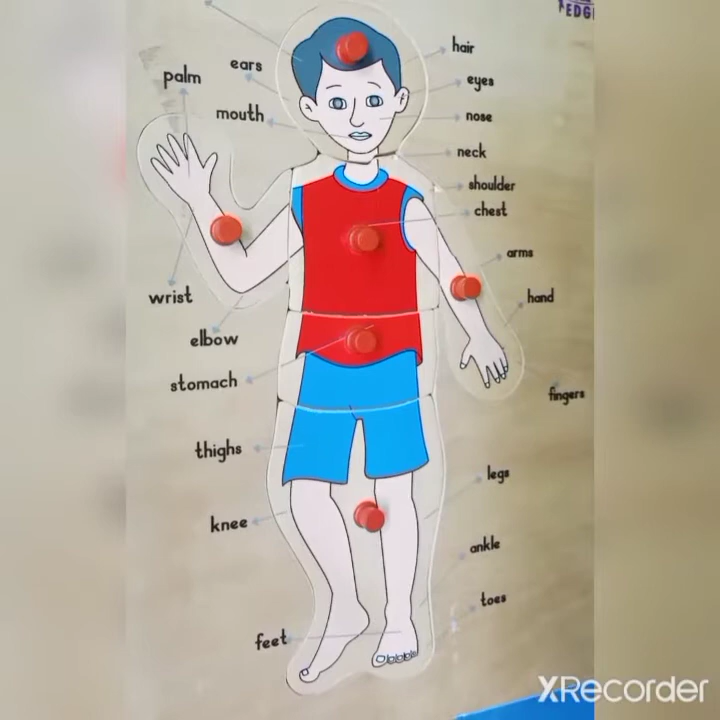 EDG
hair
ears
palm
eyes
mouth
nose
neck
shoulder
chest
arms
wrist
hand
elbow
stomach
fingers
thighs
legs
knee
ankle
toes
feet
XRecorder